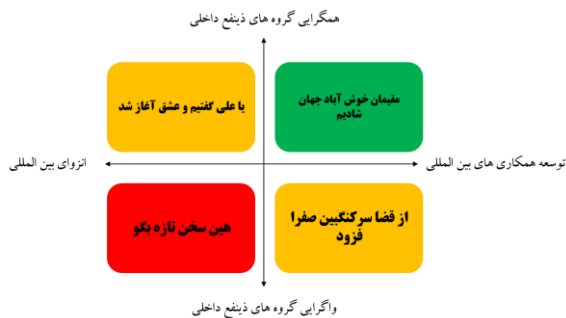 همگرایی گروه های ذینفع داخلی
مقیمان خوش آباد جهان
شادیم
یا علی گفتیم و عشق آغاز شد
توسعه همکاری های بین المللی
انزوای بین المللی
از قضا سرکنگبین صفرا
فزود
هین سخن تازه بگو
واگرایی گروه های ذینفع داخلی